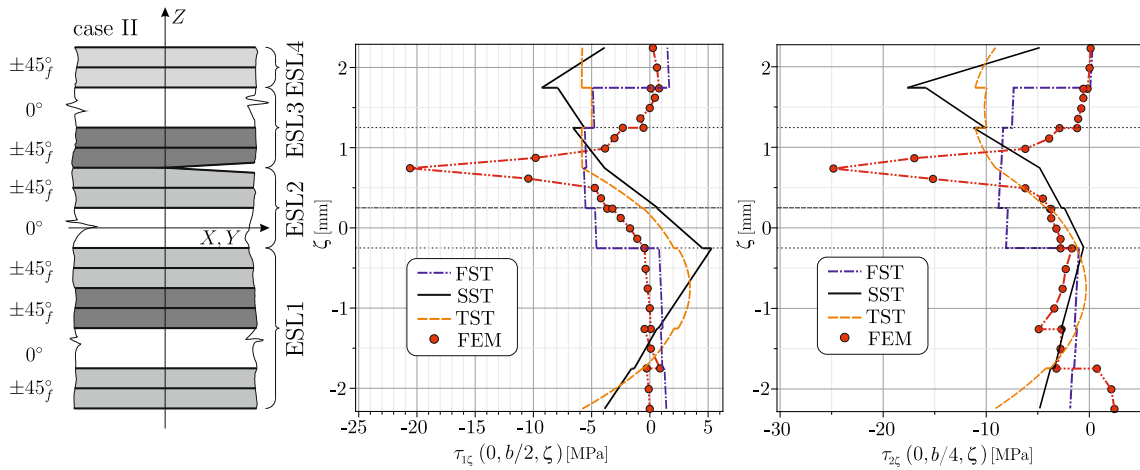 case II
Z
±45°f
0°
±45°f
±45°f
0°
X, Y
±45°f
±45°f
0°
±45°f
ESL4
ESL3
ESL2
ESL1
ζ [mm]
2
1
0
-1
-2
FST
SST
TST
FEM
-25 -20 -15 -10 -5 0 5
τ1ζ (0, b/2, ζ) [MPa]
ζ [mm]
2
1
0
-1
-2
FST
SST
TST
FEM
-30 -20 -10 0
τ2ζ (0, b/4, ζ) [MPa]